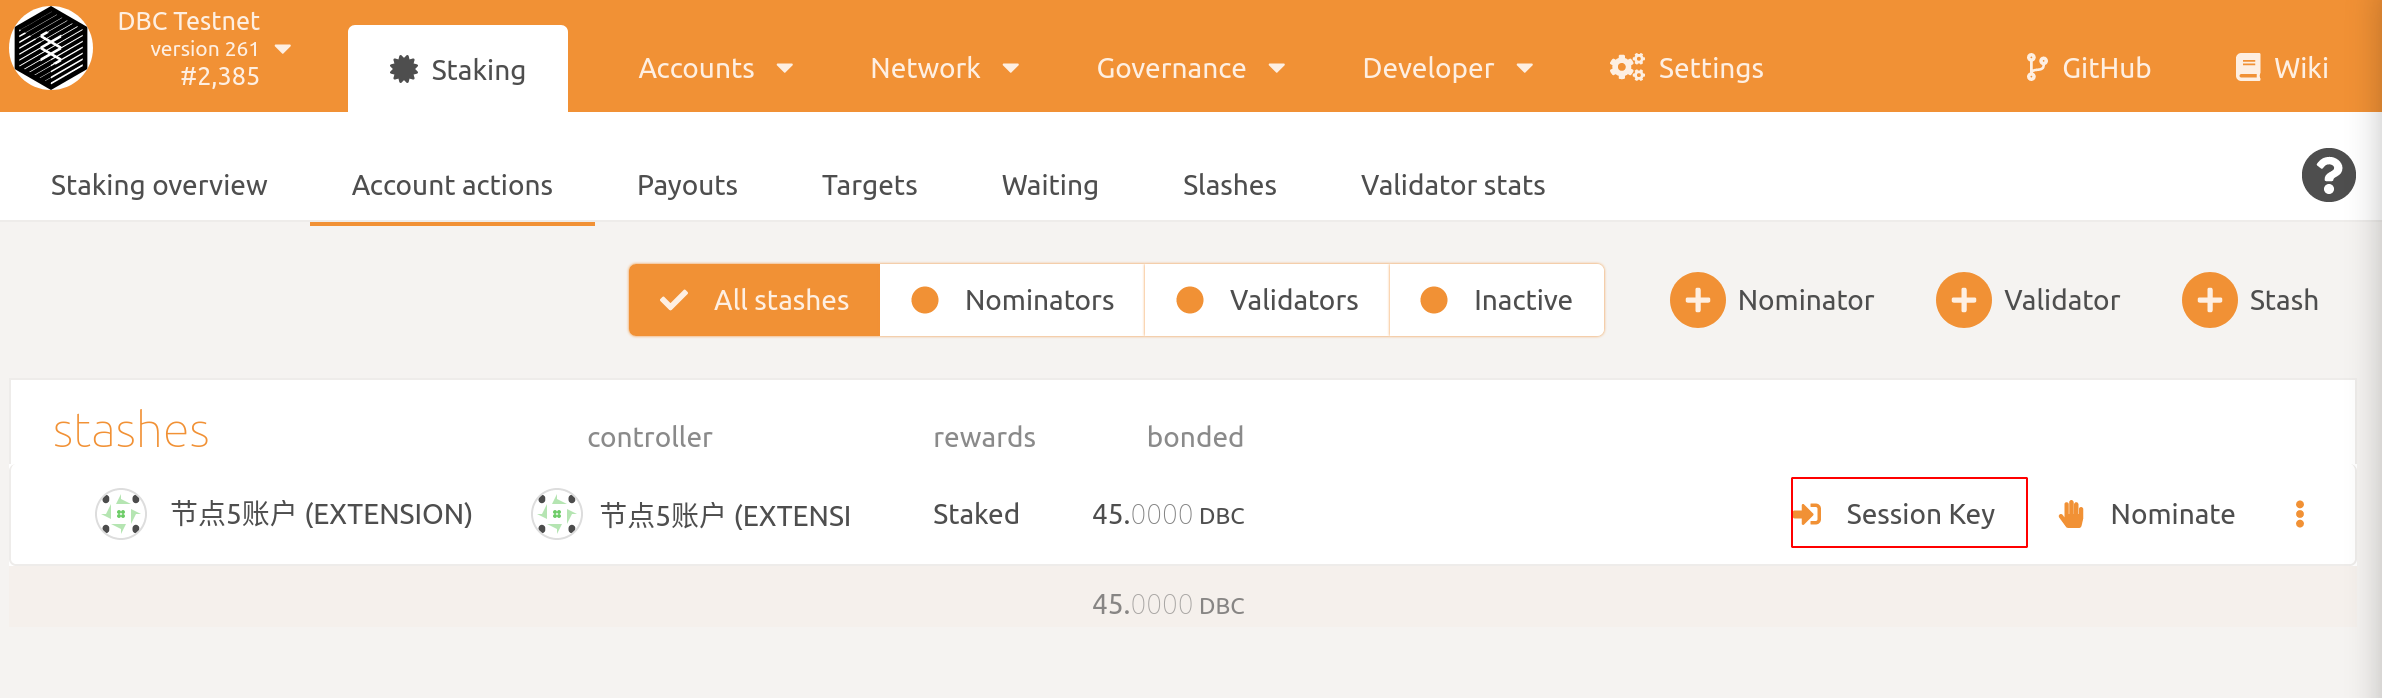 DBC Testnet
version 261
#2,385
Staking
Accounts
Network
Governance
Developer
Settings
GitHub
Wiki
Staking overview
Account actions
Payouts
Targets
Waiting
Slashes
Validator stats
?
All stashes
Nominators
Validators
Inactive
Nominator
Validator
Stash
stashes
controller
rewards
bonded
节点5账户 (EXTENSION)
节点5账户 (EXTENSI
Staked
45.0000 DBC
Session Key
Nominate
45.0000 DBC